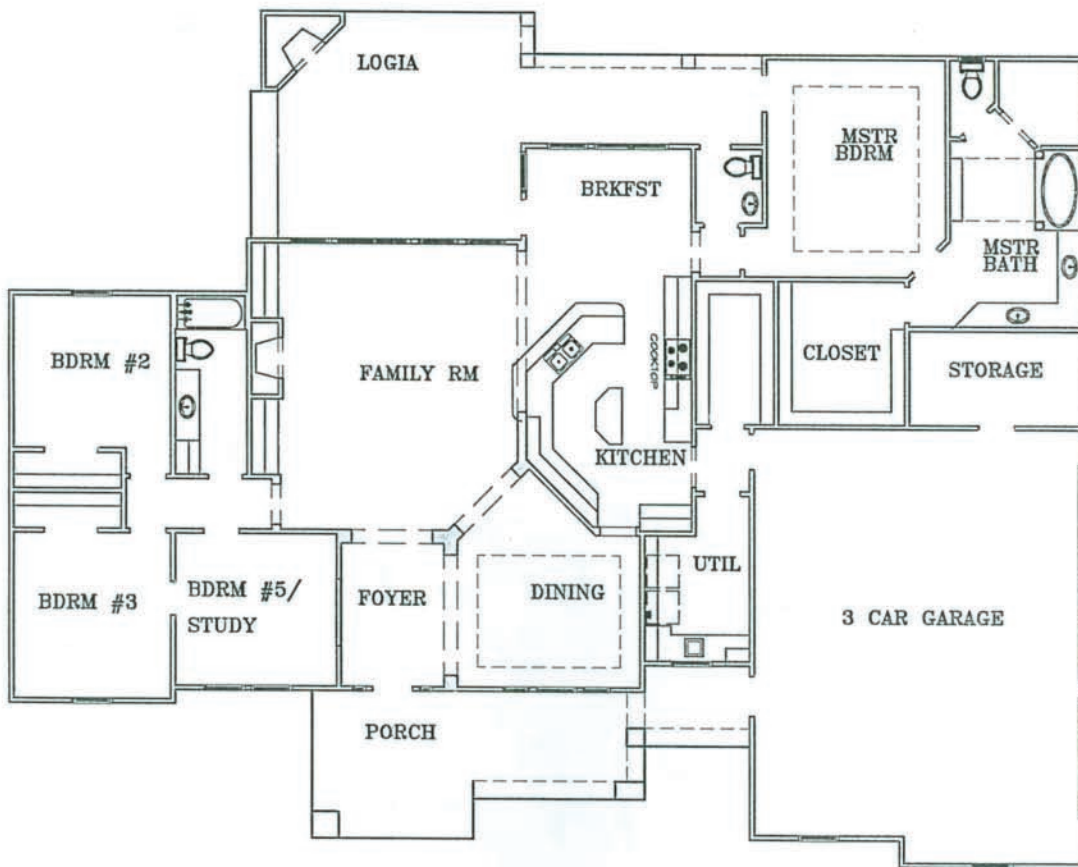 LOGIA
MSTR
BDRM
BRKFST
MSTR
BATH
BDRM #2
FAMILY RM
COOKTOP
CLOSET
STORAGE
KITCHEN
BDRM #3
BDRM #5/
STUDY
FOYER
DINING
UTIL
3 CAR GARAGE
PORCH